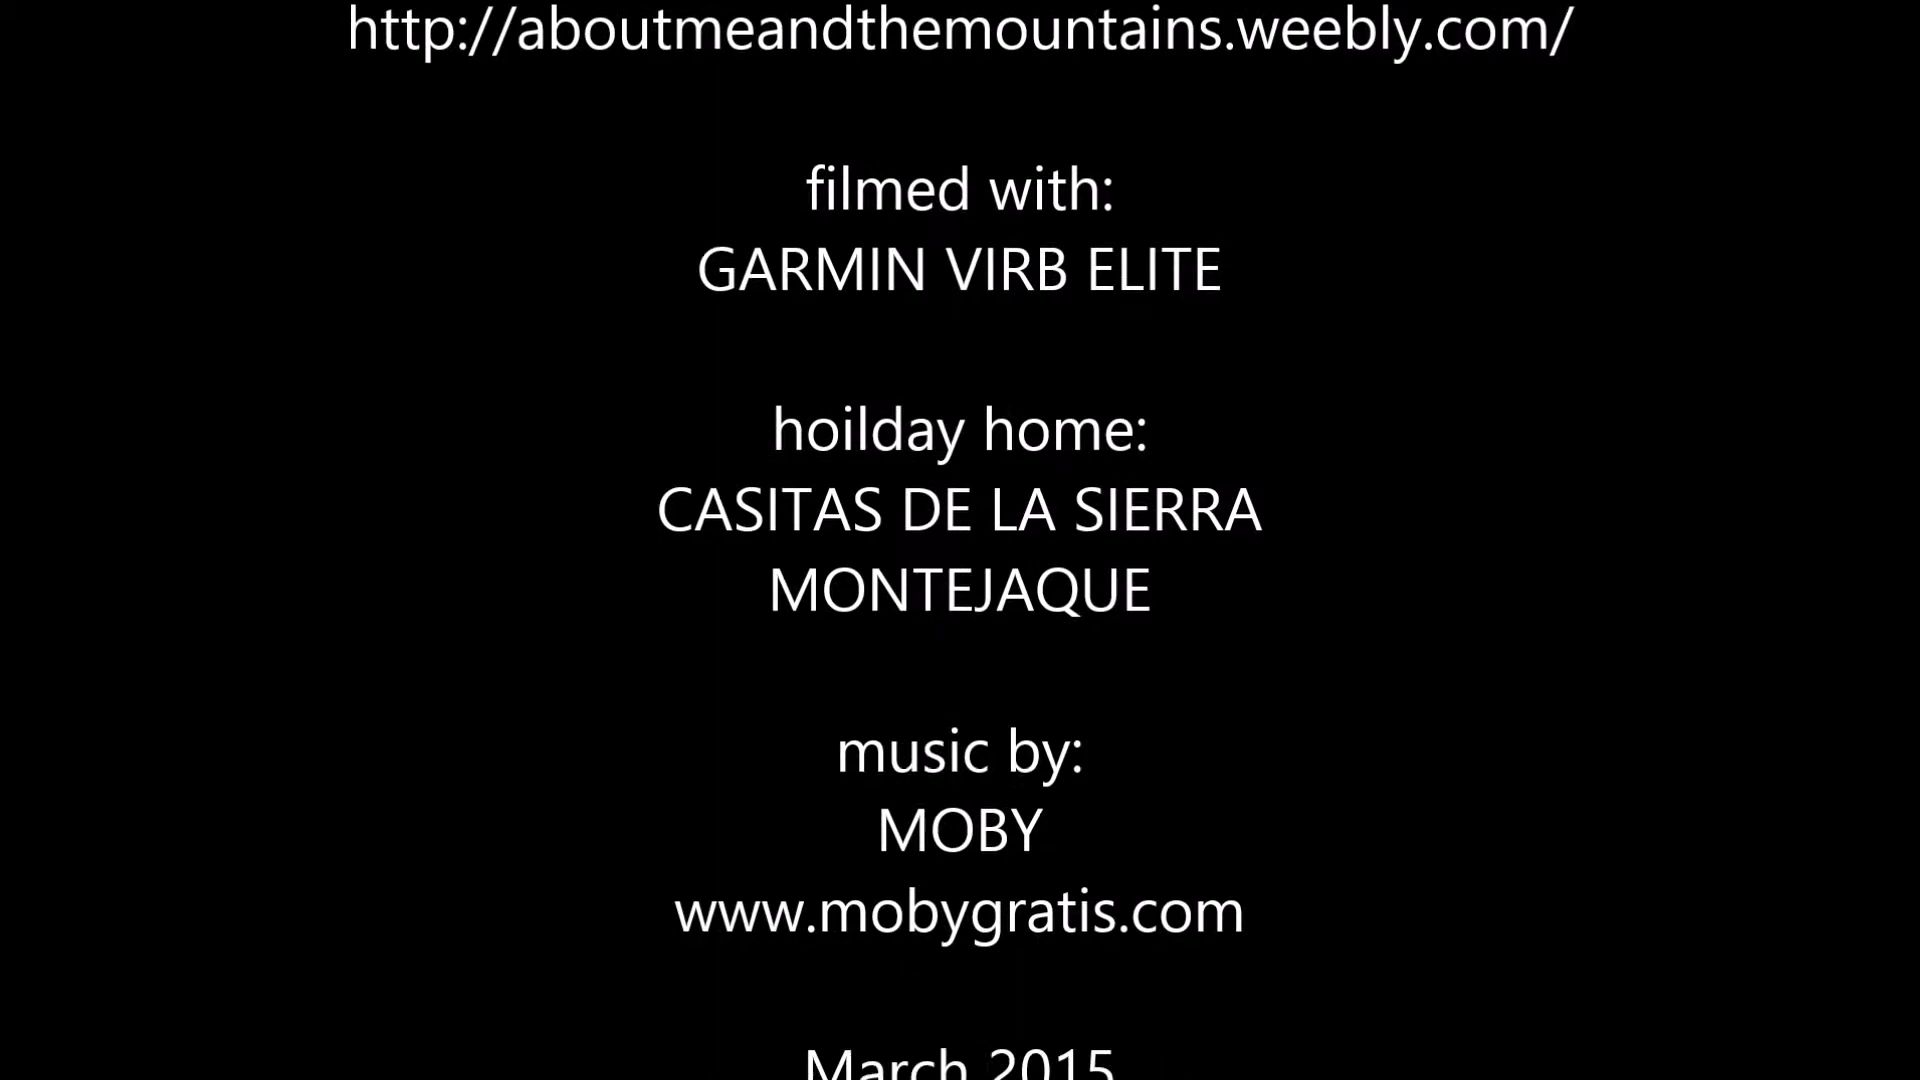 http://aboutmeandthemountains.weebly.com/
filmed with:
GARMIN VIRB ELITE
hoilday home:
CASITAS DE LA SIERRA
MONTEJAQUE
music by:
MOBY
www.mobygratis.com
March 2015